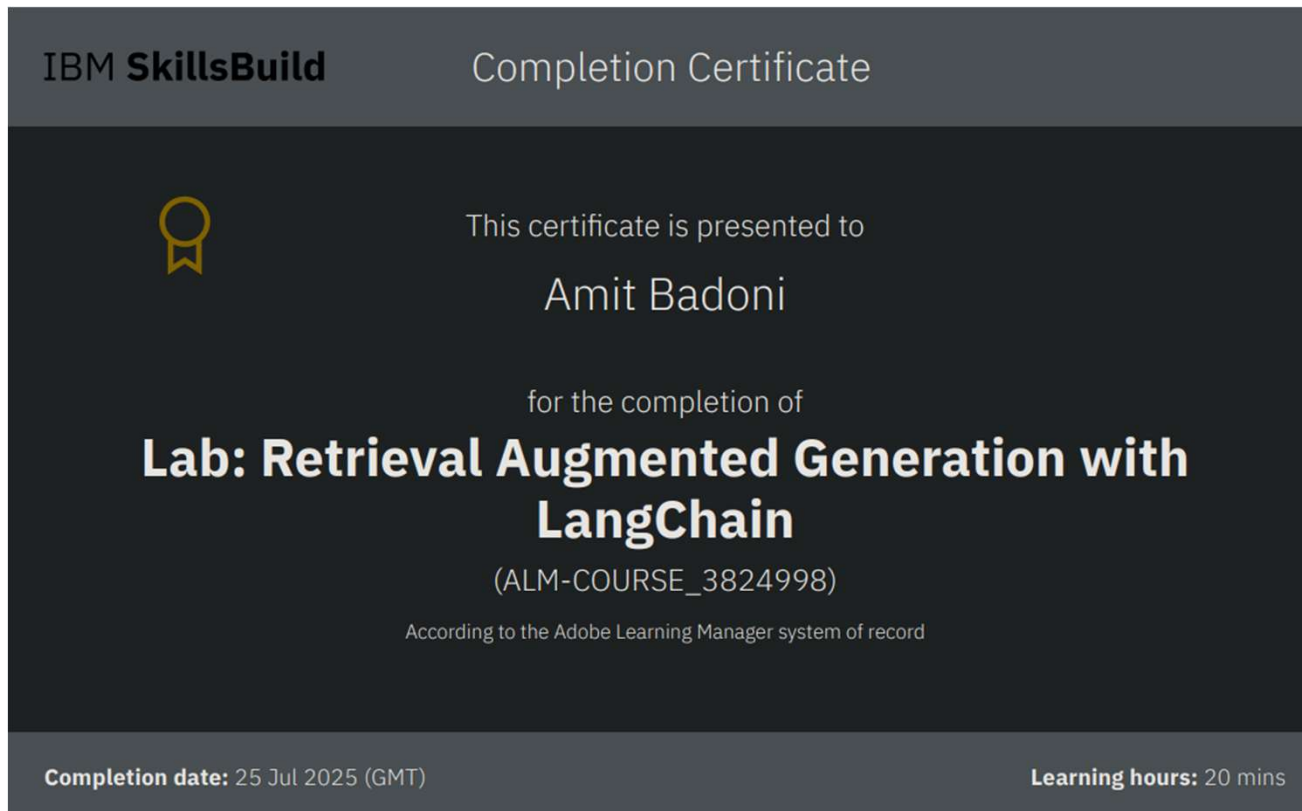 IBM SkillsBuild
Completion Certificate
This certificate is presented to
Amit Badoni
for the completion of
Lab: Retrieval Augmented Generation with
LangChain
(ALM-COURSE_3824998)
According to the Adobe Learning Manager system of record
Completion date: 25 Jul 2025 (GMT)
Learning hours: 20 mins